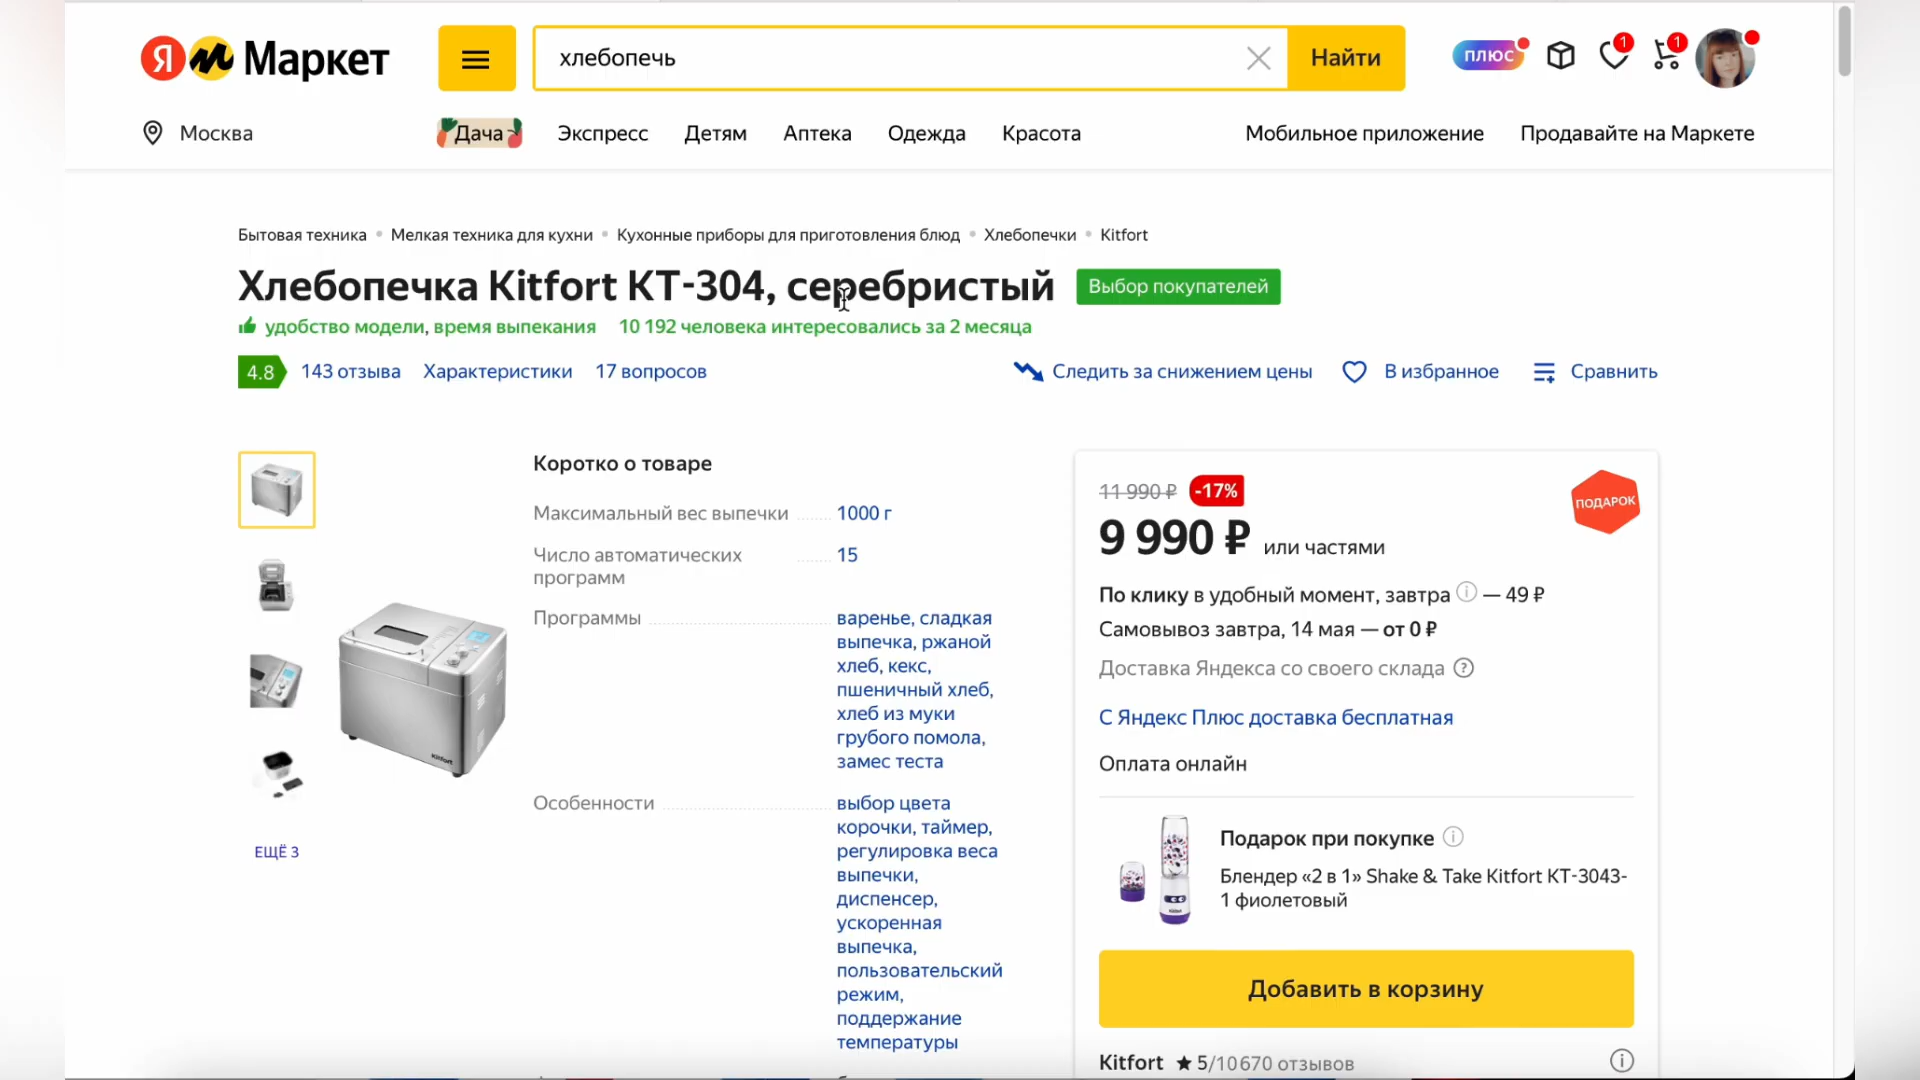 Я Маркет
хлебопечь
Найти
плюс
1
1
Москва
Дача
Экспресс
Детям
Аптека
Одежда
Красота
Мобильное приложение
Продавайте на Маркете
Бытовая техника • Мелкая техника для кухни • Кухонные приборы для приготовления блюд • Хлебопечки • Kitfort
Хлебопечка Kitfort КТ-304, серебристый
Выбор покупателей
удобство модели, время выпекания
10 192 человека интересовались за 2 месяца
4.8
143 отзыва
Характеристики
17 вопросов
Следить за снижением цены
В избранное
Сравнить
ЕЩЁ 3
Kitfort
Коротко о товаре
Максимальный вес выпечки
1000 г
Число автоматических
программ
15
Программы
варенье, сладкая
выпечка, ржаной
хлеб, кекс,
пшеничный хлеб,
хлеб из муки
грубого помола,
замес теста
Особенности
выбор цвета
корочки, таймер,
регулировка веса
выпечки,
диспенсер,
ускоренная
выпечка,
пользовательский
режим,
поддержание
температуры
11 990 ₽
-17%
ПОДАРОК
9 990 ₽ или частями
По клику в удобный момент, завтра — 49 ₽
Самовывоз завтра, 14 мая — от 0 ₽
Доставка Яндекса со своего склада
С Яндекс Плюс доставка бесплатная
Оплата онлайн
Подарок при покупке
Блендер «2 в 1» Shake & Take Kitfort КТ-3043-
1 фиолетовый
Добавить в корзину
Kitfort ★ 5/10 670 отзывов